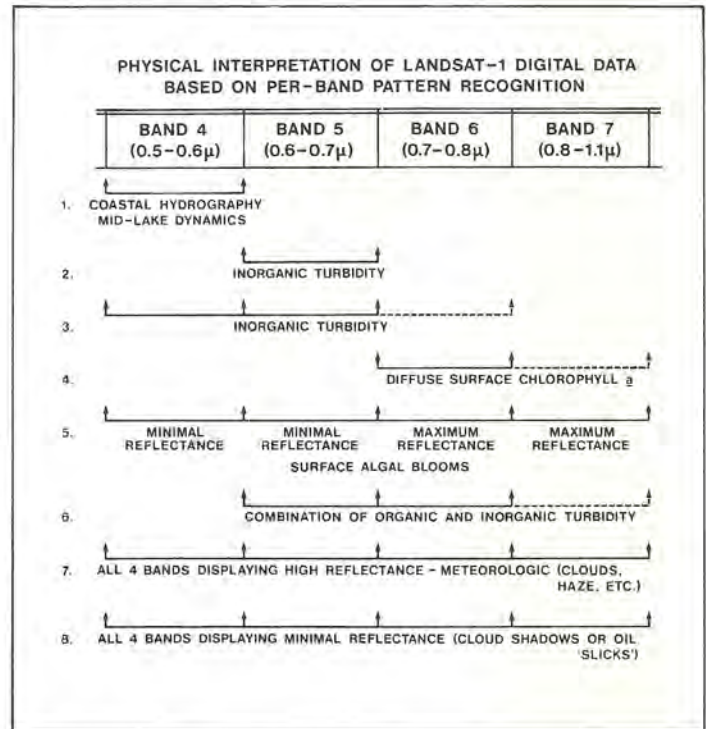 PHYSICAL INTERPRETATION OF LANDSAT-1 DIGITAL DATA
BASED ON PER-BAND PATTERN RECOGNITION
BAND 4 BAND 5 BAND 6 BAND 7
(0.5-0.6μ) (0.6-0.7μ) (0.7-0.8μ) (0.8-1.1μ)
1. COASTAL HYDROGRAPHY
MID-LAKE DYNAMICS
2. INORGANIC TURBIDITY
3. INORGANIC TURBIDITY
4. DIFFUSE SURFACE CHLOROPHYLL a
5. MINIMAL MINIMAL MAXIMUM MAXIMUM
REFLECTANCE REFLECTANCE REFLECTANCE REFLECTANCE
SURFACE ALGAL BLOOMS
6. COMBINATION OF ORGANIC AND INORGANIC TURBIDITY
7. ALL 4 BANDS DISPLAYING HIGH REFLECTANCE - METEOROLOGIC (CLOUDS,
HAZE, ETC.)
8. ALL 4 BANDS DISPLAYING MINIMAL REFLECTANCE (CLOUD SHADOWS OR OIL
'SLICKS')